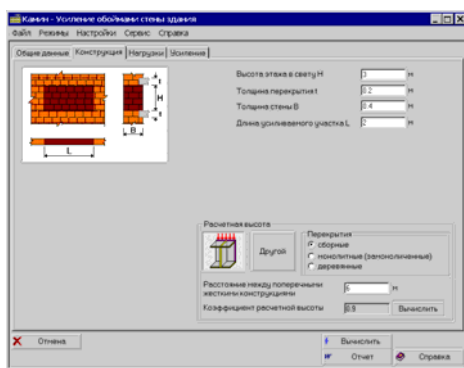 Камин - Усиление обоймами стены здания
Файл Режимы Настройки Сервис Справка
Общие данные Конструкция Нагрузки Усиление
t
H
t
B
L
Высота этажа в свету H 3 м
Толщина перекрытия t 0.2 м
Толщина стены B 0.4 м
Длина усиливаемого участка L 2 м
Расчетная высота
Другой
Перекрытия
сборные
монолитные (замоноличенные)
деревянные
Расстояние между поперечными
жесткими конструкциями 6 м
Коэффициент расчетной высоты 0.9 Вычислить
Отмена
Вычислить
Отчет
Справка